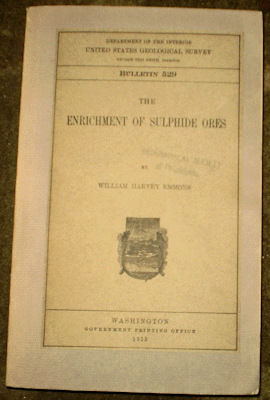 DEPARTMENT OF THE INTERIOR
UNITED STATES GEOLOGICAL SURVEY
BULLETIN 529
THE
ENRICHMENT OF SULPHIDE ORES
BY
WILLIAM HARVEY EMMONS
WASHINGTON
GOVERNMENT PRINTING OFFICE
1913